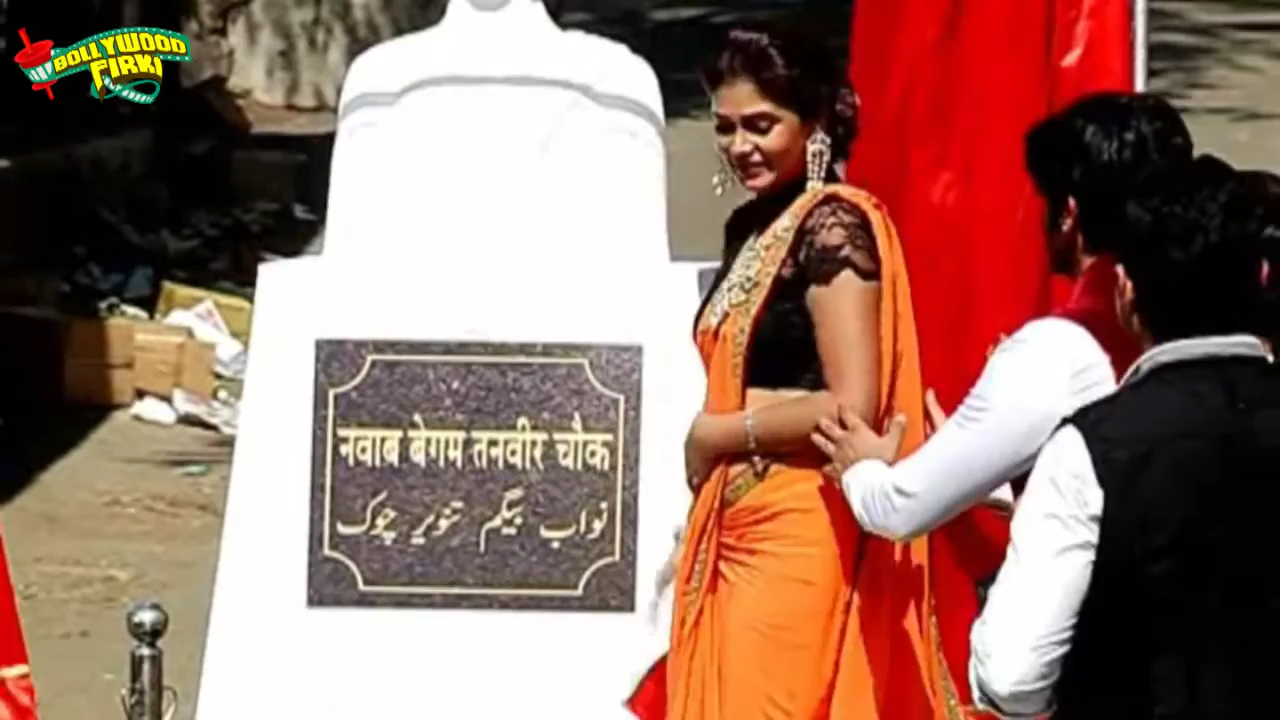 BOLLYWOOD
FIRKI
नवाब बेगम तनवीर चौक
نواب بیگم تنویر چوک